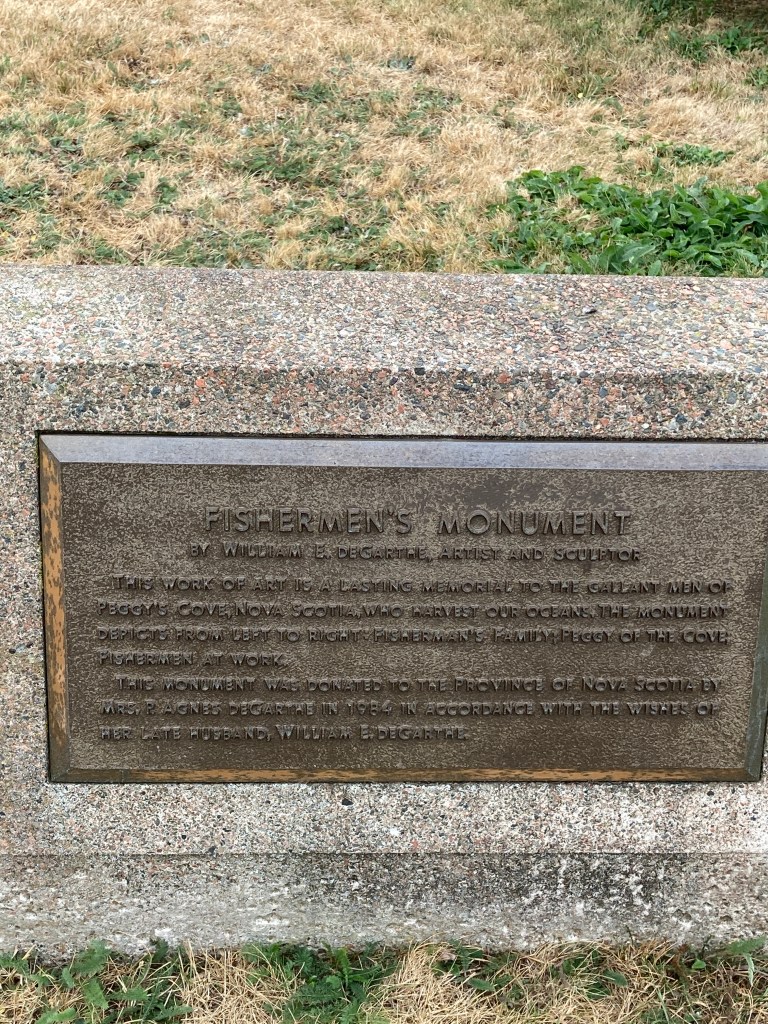 FISHERMEN'S MONUMENT
BY WILLIAM E. DEGARTHE, ARTIST AND SCULPTOR
THIS WORK OF ART IS A LASTING MEMORIAL TO THE GALLANT MEN OF
PEGGY'S COVE, NOVA SCOTIA, WHO HARVEST OUR OCEANS. THE MONUMENT
DEPICTS FROM LEFT TO RIGHT: FISHERMAN'S FAMILY; PEGGY OF THE COVE;
FISHERMEN AT WORK.
THIS MONUMENT WAS DONATED TO THE PROVINCE OF NOVA SCOTIA BY
MRS. P. AGNES DEGARTHE IN 1984 IN ACCORDANCE WITH THE WISHES OF
HER LATE HUSBAND, WILLIAM E. DEGARTHE.